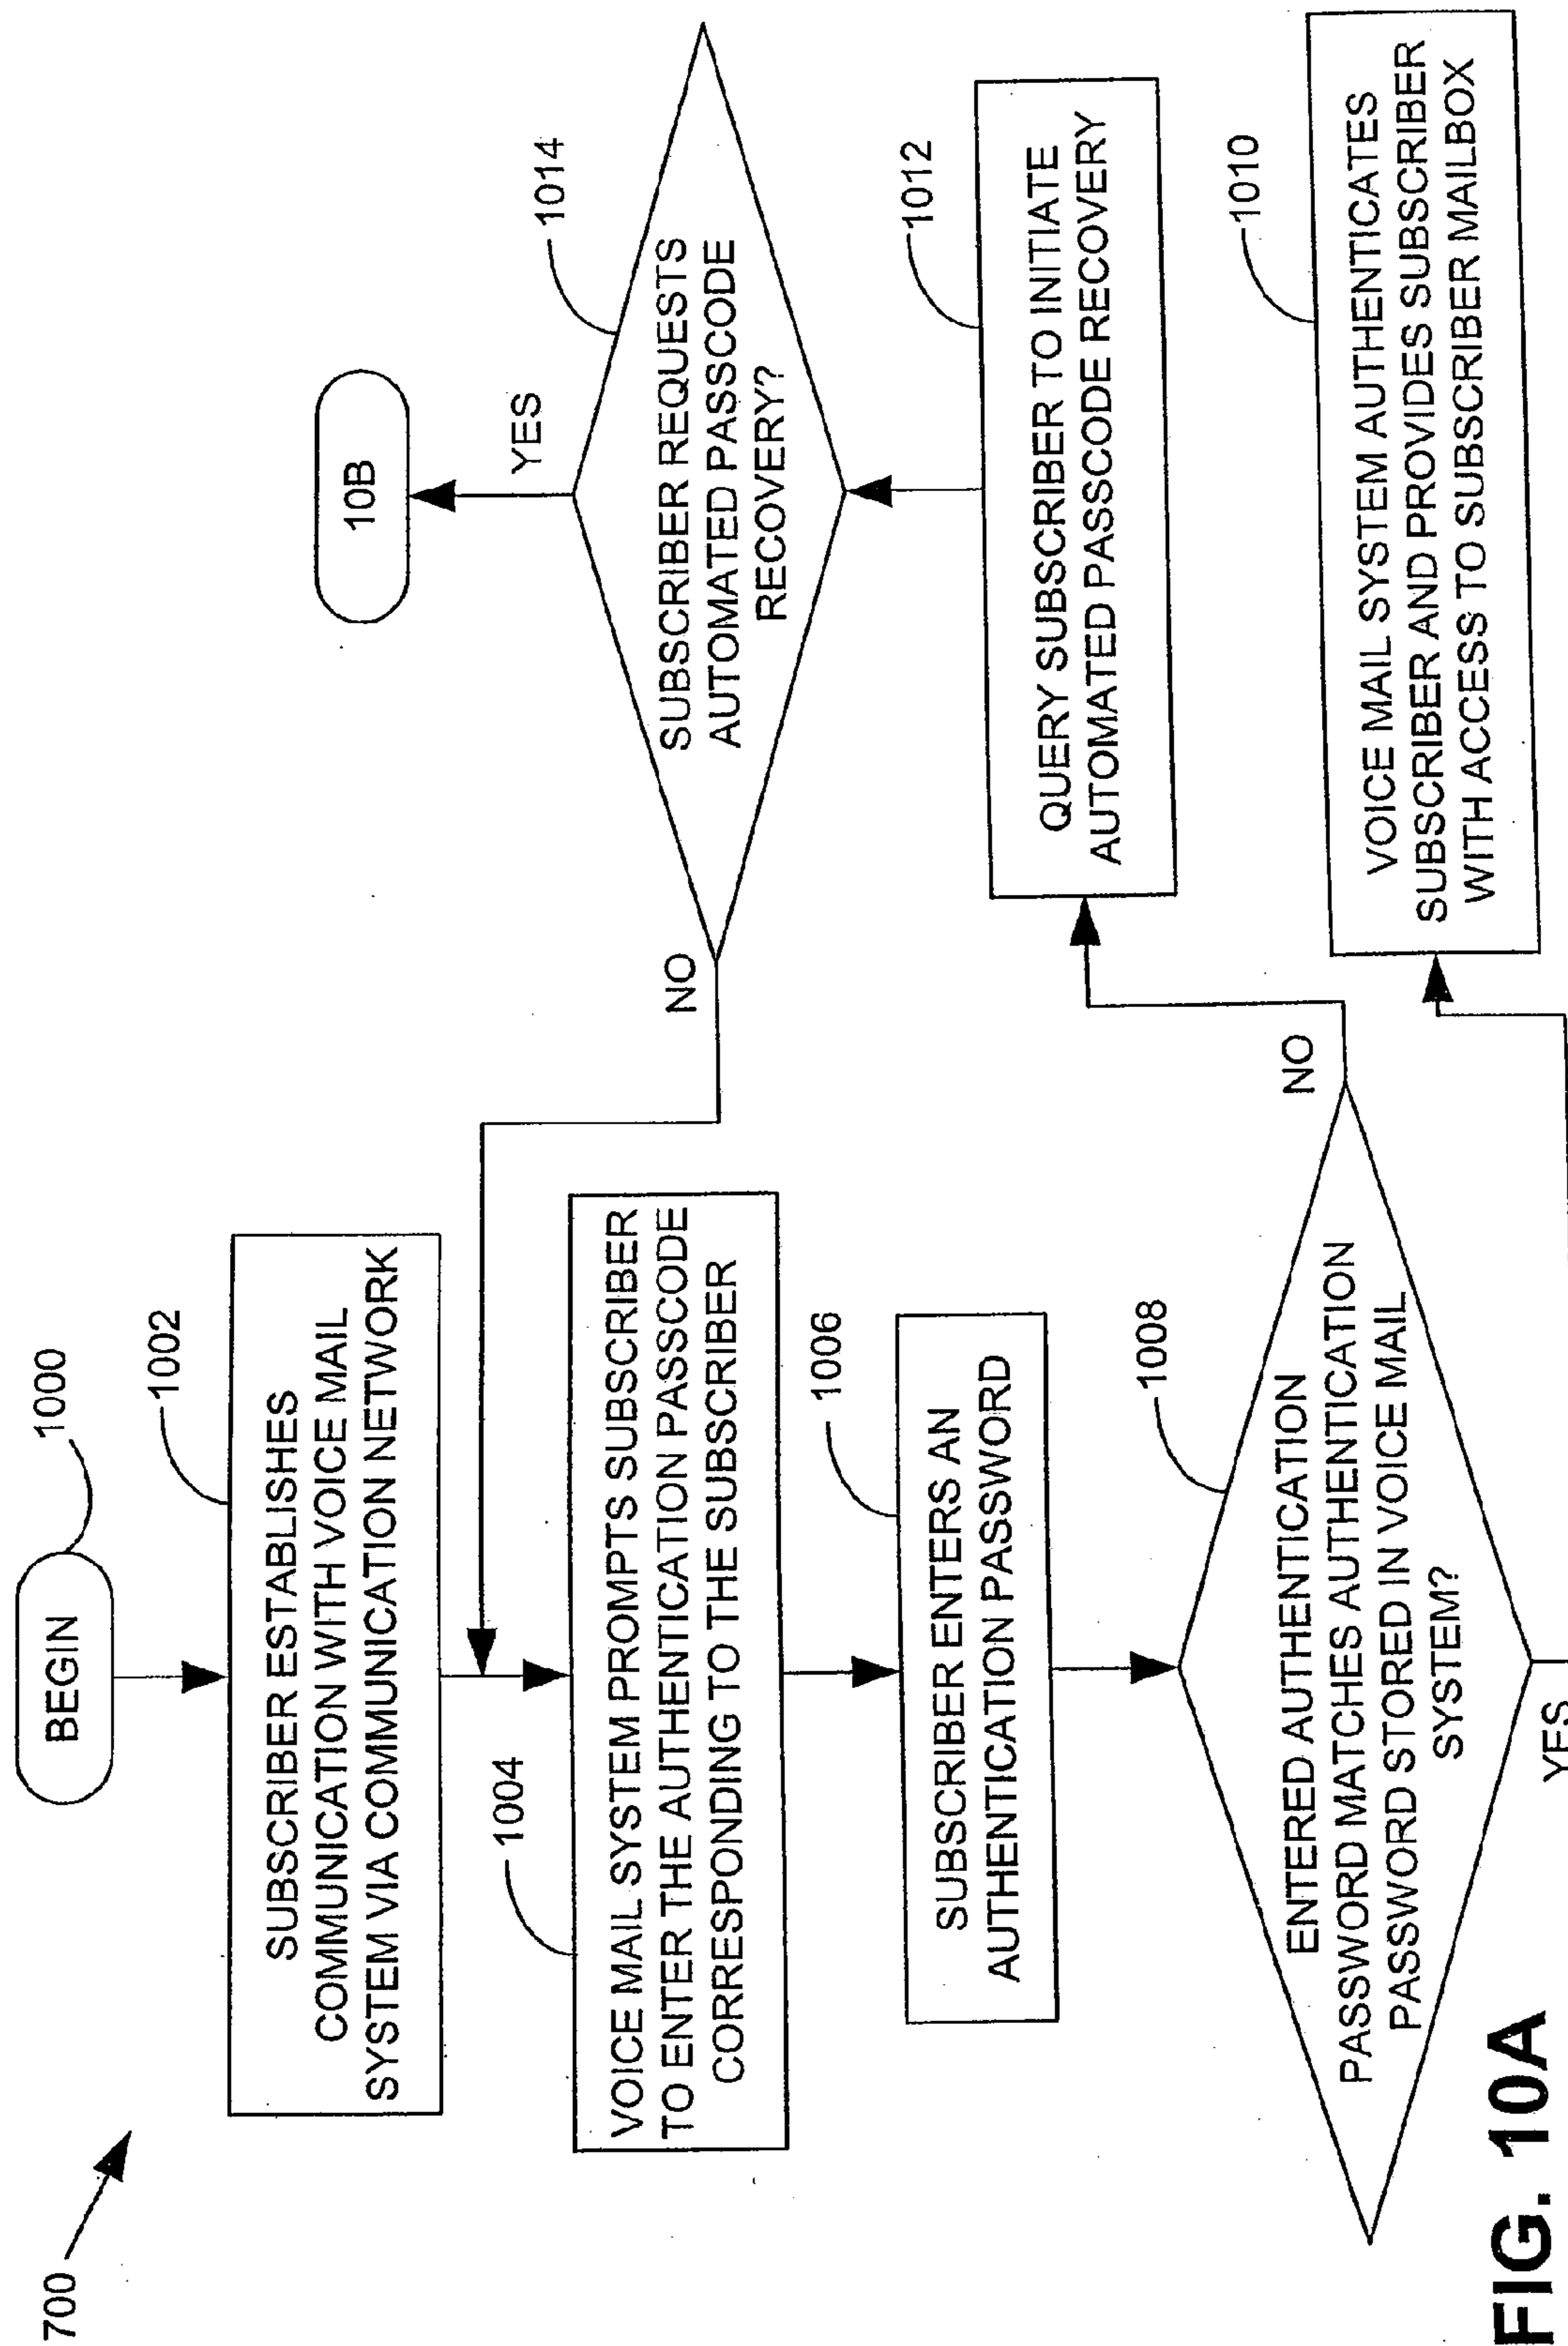 700
BEGIN
1000
SUBSCRIBER ESTABLISHES
COMMUNICATION WITH VOICE MAIL
SYSTEM VIA COMMUNICATION NETWORK
1002
VOICE MAIL SYSTEM PROMPTS SUBSCRIBER
TO ENTER THE AUTHENTICATION PASSCODE
CORRESPONDING TO THE SUBSCRIBER
1004
SUBSCRIBER ENTERS AN
AUTHENTICATION PASSWORD
1006
ENTERED AUTHENTICATION
PASSWORD MATCHES AUTHENTICATION
PASSWORD STORED IN VOICE MAIL
SYSTEM?
1008
NO
YES
10B
YES
SUBSCRIBER REQUESTS
AUTOMATED PASSCODE
RECOVERY?
1014
NO
QUERY SUBSCRIBER TO INITIATE
AUTOMATED PASSCODE RECOVERY
1012
VOICE MAIL SYSTEM AUTHENTICATES
SUBSCRIBER AND PROVIDES SUBSCRIBER
WITH ACCESS TO SUBSCRIBER MAILBOX
1010
FIG. 10A